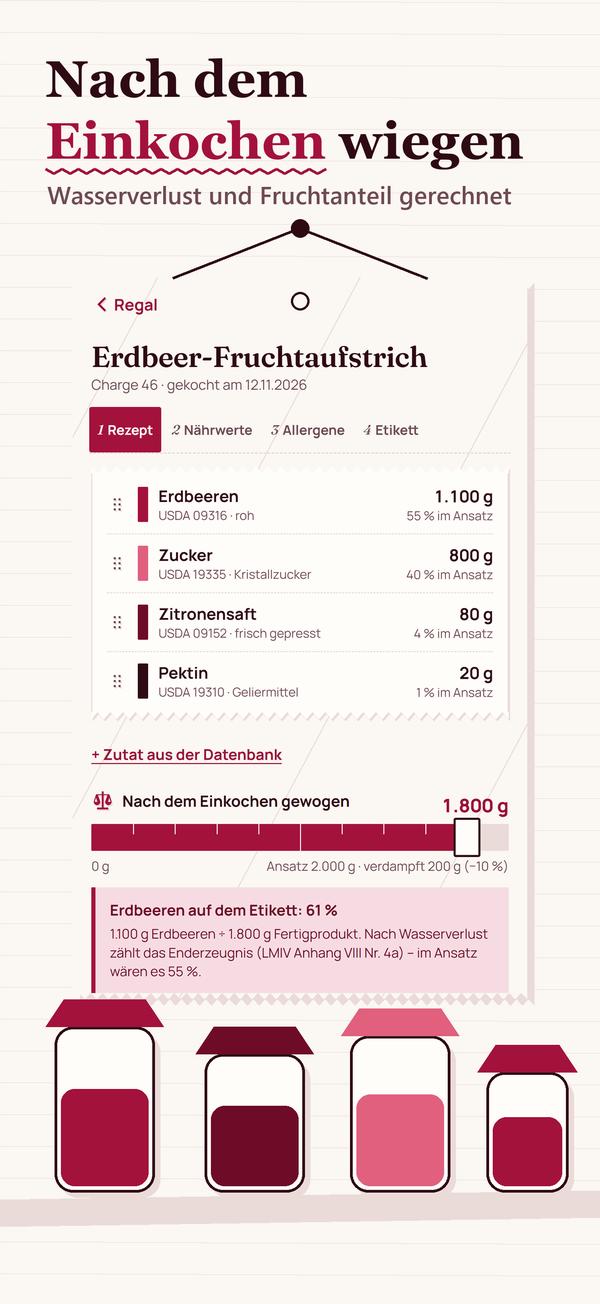 Nach dem
Einkochen wiegen
Wasserverlust und Fruchtanteil gerechnet
Regal
Erdbeer-Fruchtaufstrich
Charge 46 · gekocht am 12.11.2026
1 Rezept 2 Nährwerte 3 Allergene 4 Etikett
Erdbeeren 1.100 g
USDA 09316 · roh 55 % im Ansatz
Zucker 800 g
USDA 19335 · Kristallzucker 40 % im Ansatz
Zitronensaft 80 g
USDA 09152 · frisch gepresst 4 % im Ansatz
Pektin 20 g
USDA 19310 · Geliermittel 1 % im Ansatz
+ Zutat aus der Datenbank
Nach dem Einkochen gewogen 1.800 g
0 g Ansatz 2.000 g · verdampft 200 g (−10 %)
Erdbeeren auf dem Etikett: 61 %
1.100 g Erdbeeren ÷ 1.800 g Fertigprodukt. Nach Wasserverlust
zählt das Enderzeugnis (LMIV Anhang VIII Nr. 4a) – im Ansatz
wären es 55 %.